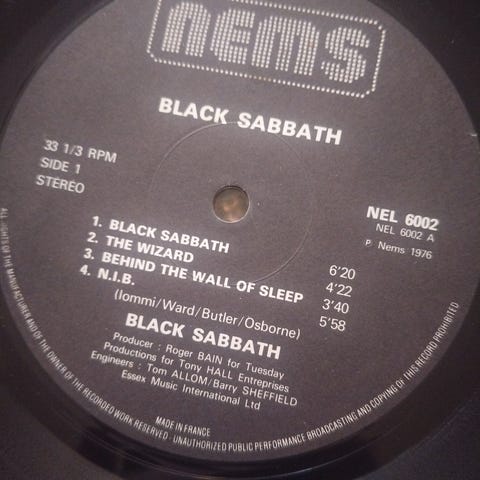 nems
BLACK SABBATH
33 1/3 RPM
SIDE 1
STÉRÉO
NEL 6002
NEL 6002 A
℗ Nems 1976
1. BLACK SABBATH 6'20
2. THE WIZARD 4'22
3. BEHIND THE WALL OF SLEEP 3'40
4. N.I.B. 5'58
(Iommi/Ward/Butler/Osborne)
BLACK SABBATH
Producer : Roger BAIN for Tuesday
Productions for Tony HALL Entreprises
Engineers : Tom ALLOM/Barry SHEFFIELD
Essex Music International Ltd
MADE IN FRANCE
ALL RIGHTS OF THE MANUFACTURER AND OF THE OWNER OF THE RECORDED WORK RESERVED - UNAUTHORIZED PUBLIC PERFORMANCE BROADCASTING AND COPYING OF THIS RECORD PROHIBITED